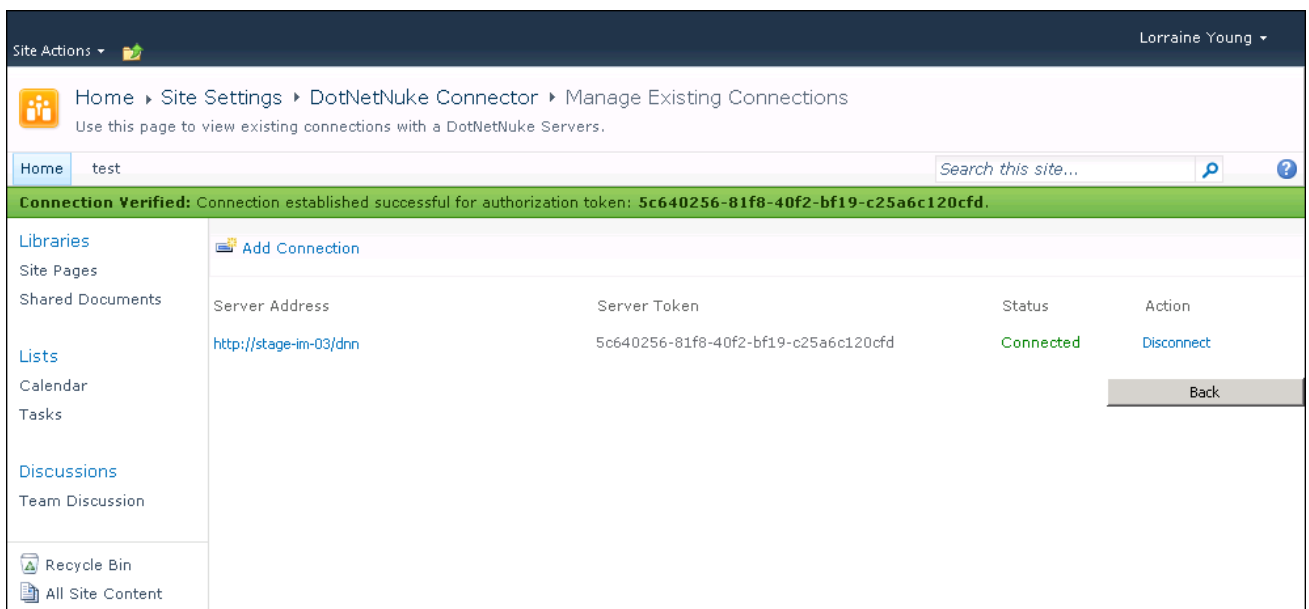 Site Actions
Lorraine Young
Home Site Settings DotNetNuke Connector Manage Existing Connections
Use this page to view existing connections with a DotNetNuke Servers.
Home test Search this site...
Connection Verified: Connection established successful for authorization token: 5c640256-81f8-40f2-bf19-c25a6c120cfd.
Libraries
Site Pages
Shared Documents
Lists
Calendar
Tasks
Discussions
Team Discussion
Recycle Bin
All Site Content
Add Connection
Server Address Server Token Status Action
http://stage-im-03/dnn 5c640256-81f8-40f2-bf19-c25a6c120cfd Connected Disconnect
Back